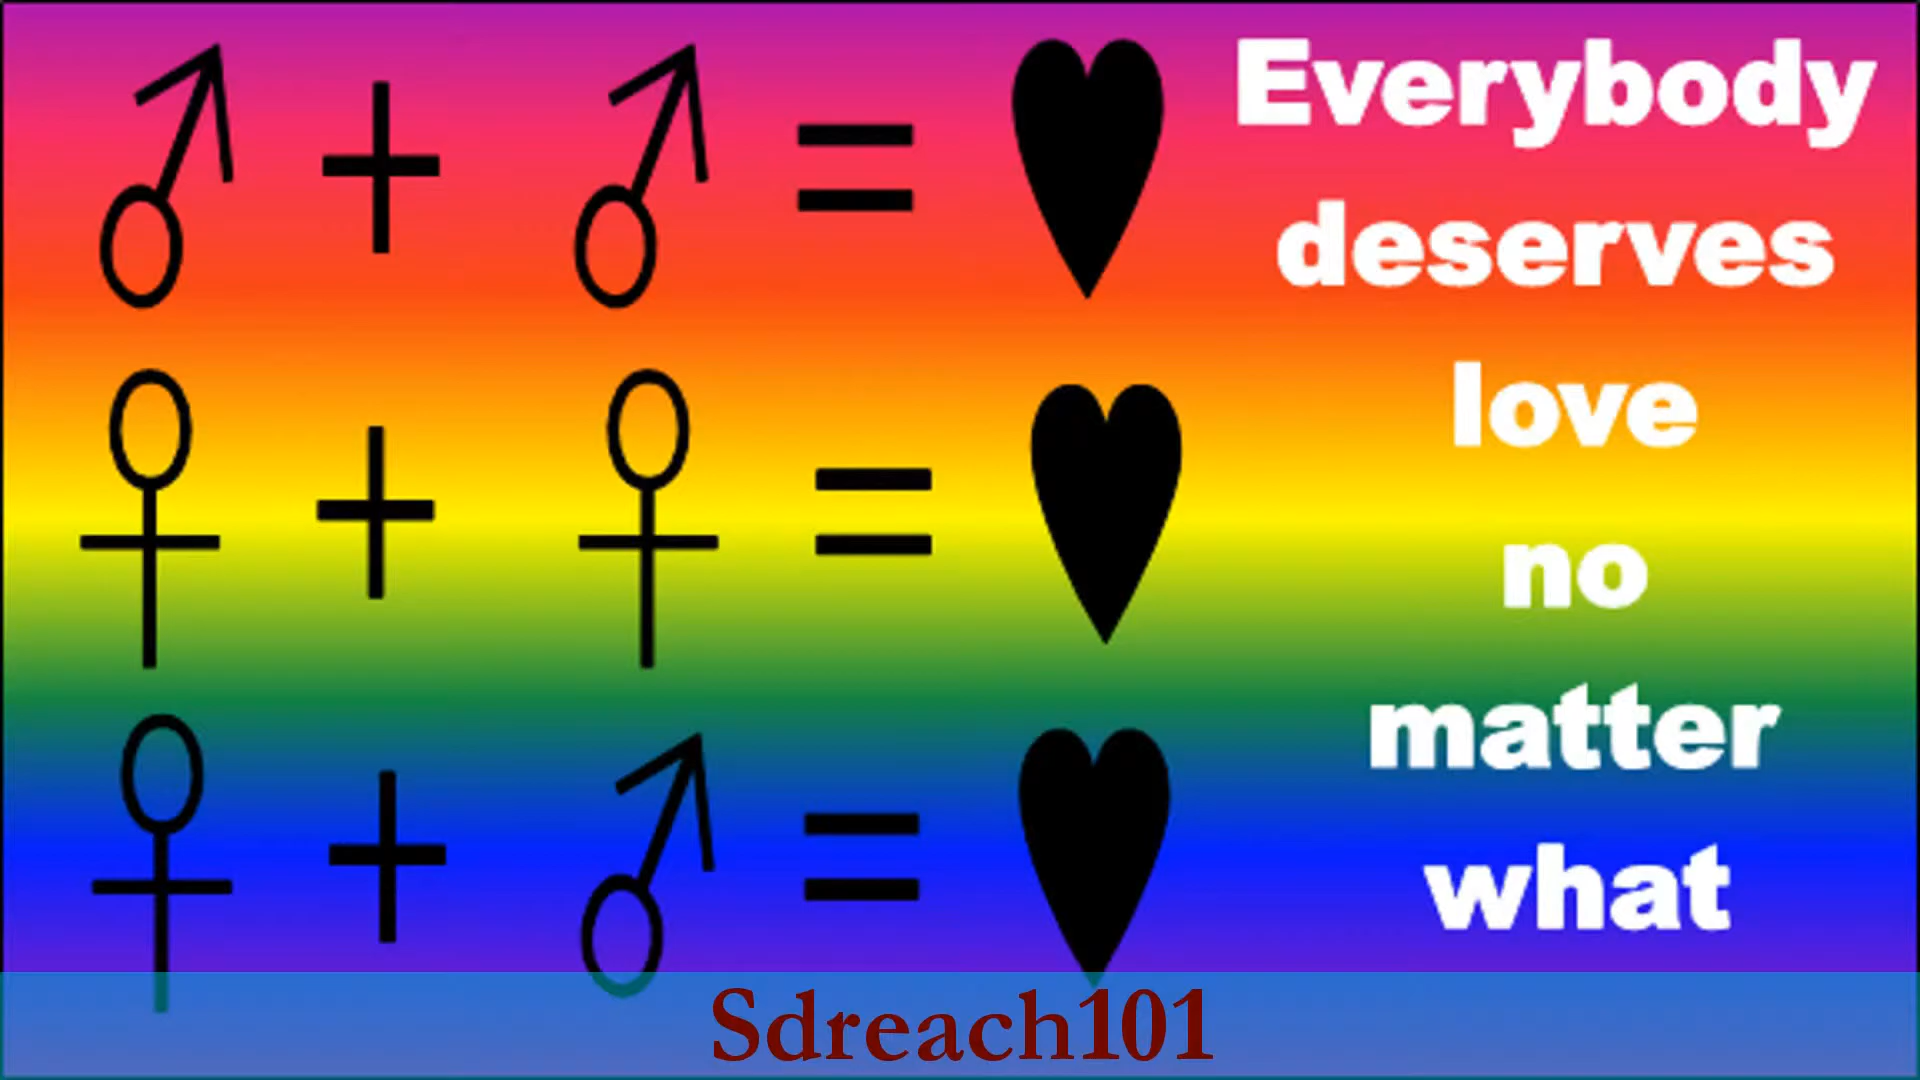 Everybody
deserves
love
no
matter
what
Sdreach101